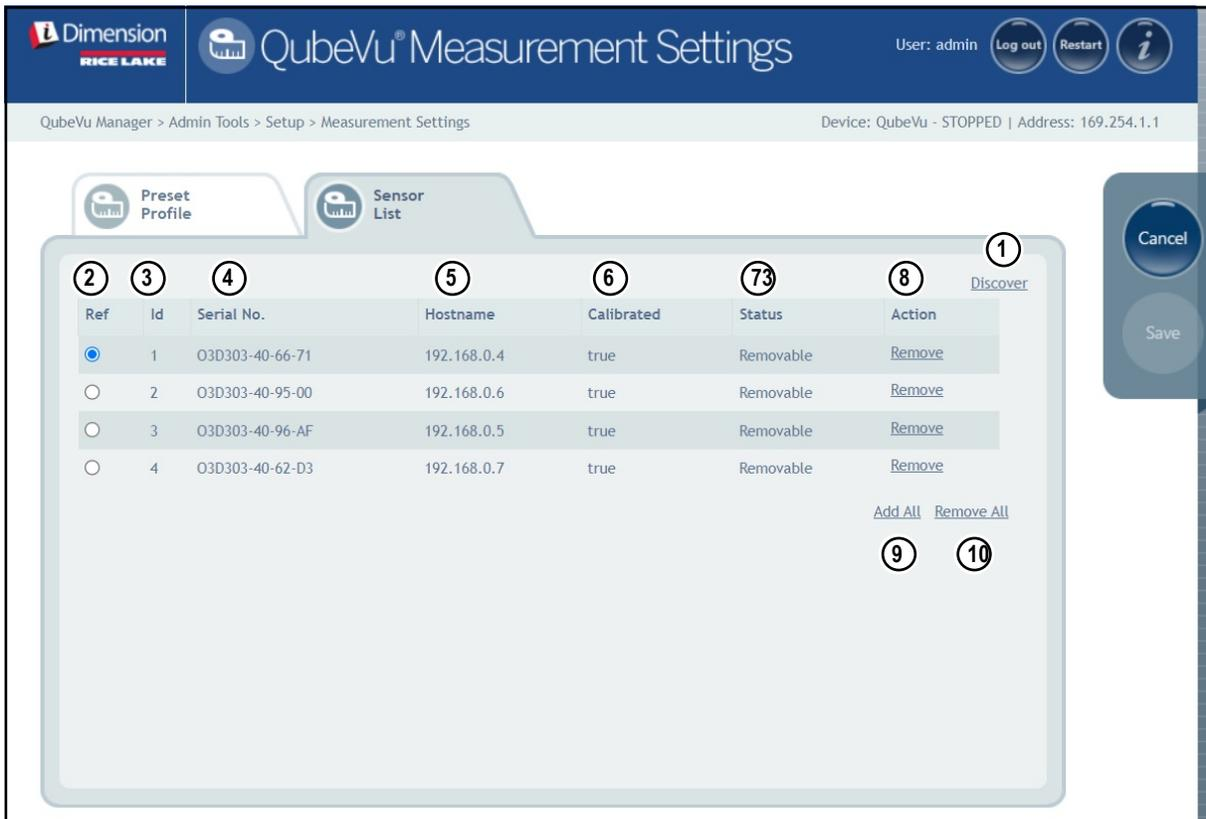 i Dimension
RICE LAKE
QubeVu® Measurement Settings
User: admin
Log out
Restart
i
QubeVu Manager > Admin Tools > Setup > Measurement Settings
Device: QubeVu - STOPPED | Address: 169.254.1.1
Preset
Profile
Sensor
List
Cancel
Save
1
Discover
2 3 4 5 6 73 8
Ref Id Serial No. Hostname Calibrated Status Action
1 O3D303-40-66-71 192.168.0.4 true Removable Remove
2 O3D303-40-95-00 192.168.0.6 true Removable Remove
3 O3D303-40-96-AF 192.168.0.5 true Removable Remove
4 O3D303-40-62-D3 192.168.0.7 true Removable Remove
Add All Remove All
9 10